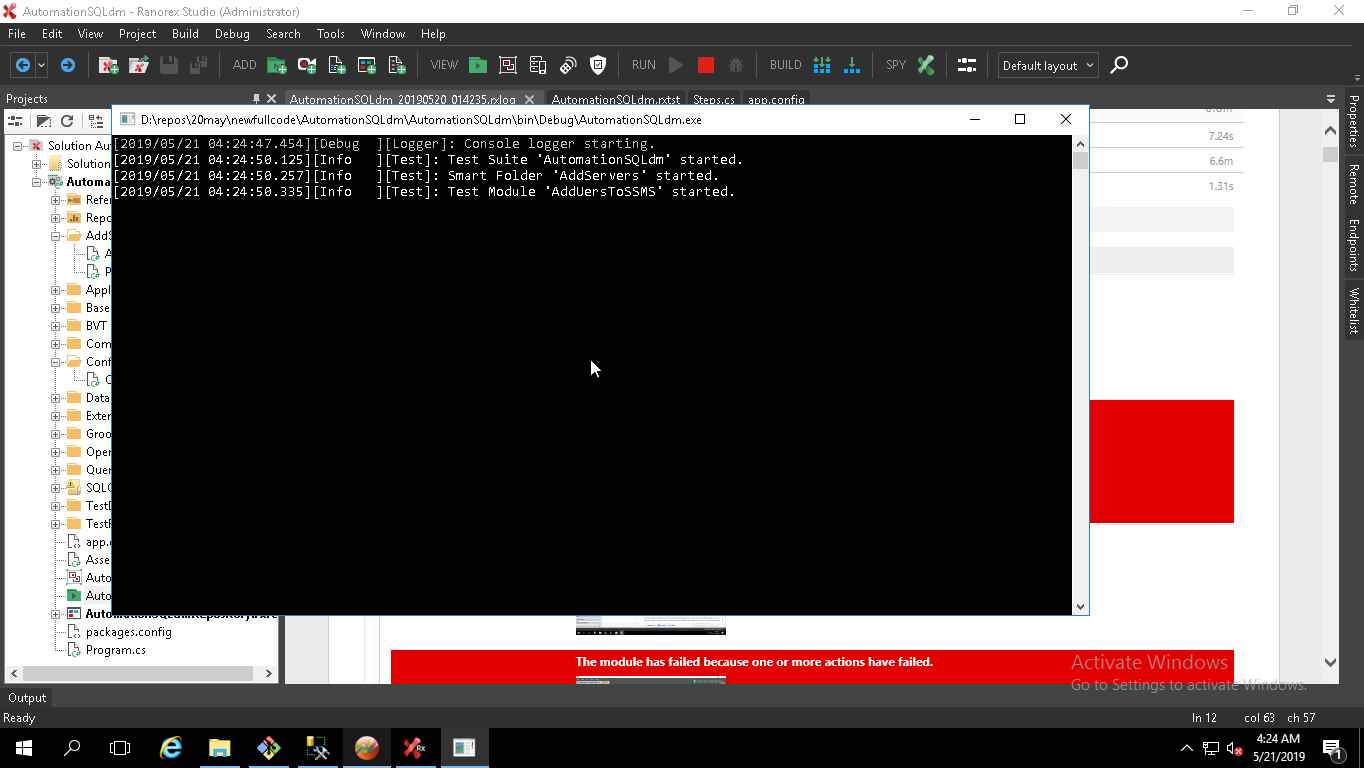 AutomationSQLdm - Ranorex Studio (Administrator)
File Edit View Project Build Debug Search Tools Window Help
ADD VIEW RUN BUILD SPY Default layout
Projects
AutomationSQLdm_20190520_014235.rxlog AutomationSQLdm.rxtst Steps.cs app.config
D:\repos\20may\newfullcode\AutomationSQLdm\AutomationSQLdm\bin\Debug\AutomationSQLdm.exe
[2019/05/21 04:24:47.454][Debug ][Logger]: Console logger starting.
[2019/05/21 04:24:50.125][Info ][Test]: Test Suite 'AutomationSQLdm' started.
[2019/05/21 04:24:50.257][Info ][Test]: Smart Folder 'AddServers' started.
[2019/05/21 04:24:50.335][Info ][Test]: Test Module 'AddUersToSSMS' started.
Solution Au
Solution
Automa
Refer
Repo
AddS
A
P
Appl
Base
BVT
Com
Conf
C
Data
Exter
Groo
Oper
Quer
SQLC
TestD
TestF
app.
Asse
Auto
Auto
packages.config
Program.cs
7.24s
6.6m
1.31s
Properties
Remote
Endpoints
Whitelist
The module has failed because one or more actions have failed.
Activate Windows
Go to Settings to activate Windows.
Output
Ready
ln 12 col 63 ch 57
4:24 AM
5/21/2019
1